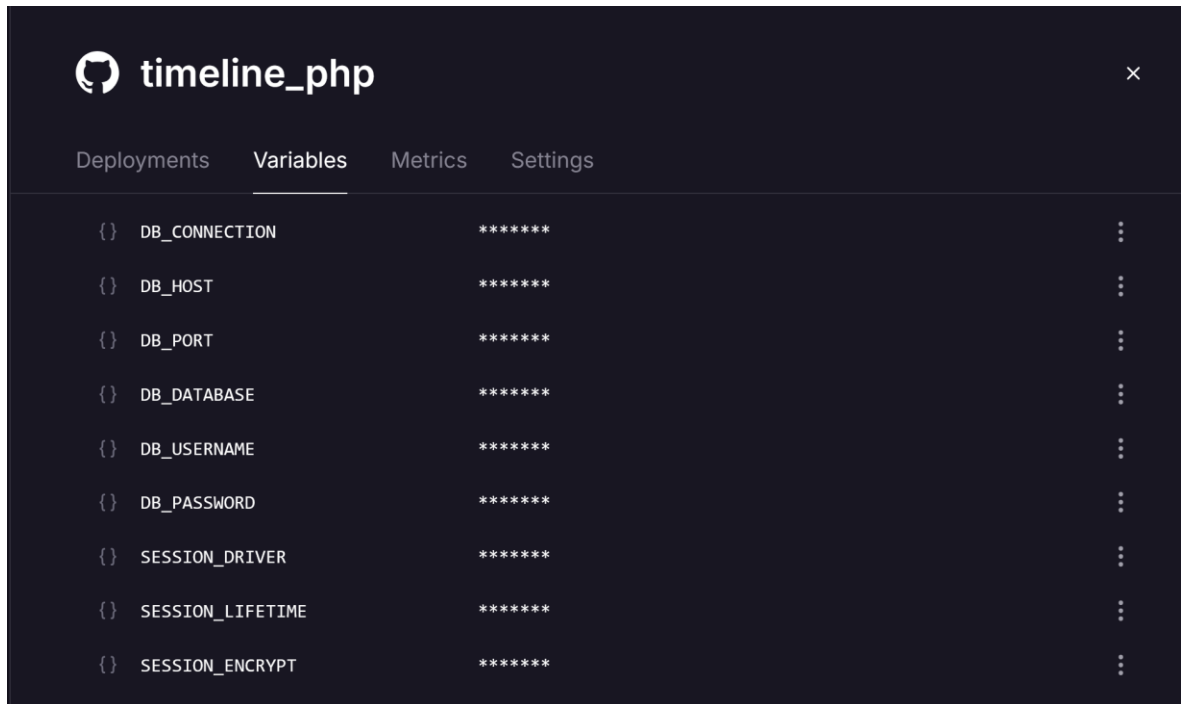 timeline_php ×
Deployments Variables Metrics Settings
{} DB_CONNECTION *******
{} DB_HOST *******
{} DB_PORT *******
{} DB_DATABASE *******
{} DB_USERNAME *******
{} DB_PASSWORD *******
{} SESSION_DRIVER *******
{} SESSION_LIFETIME *******
{} SESSION_ENCRYPT *******